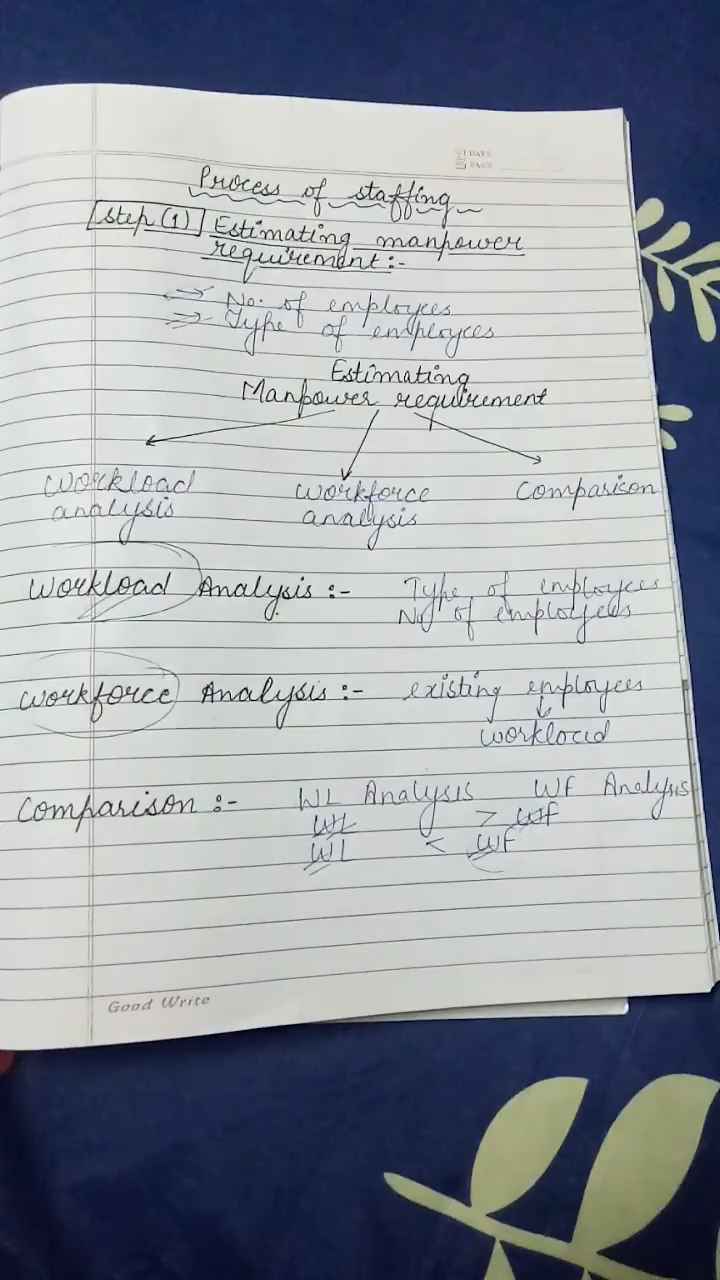 DATE
PAGE
Process of staffing
Step (1) Estimating manpower
requirement:-
⇒ No. of employees
⇒ Type of employees
Estimating
Manpower requirement
Workload
analysis
Workforce
analysis
Comparison
Workload Analysis :- Type of employees
No of employees
Workforce Analysis :- existing employees
↓
workload
Comparison :- WL Analysis WF Analysis
WL > WF
WL < WF
Good Write